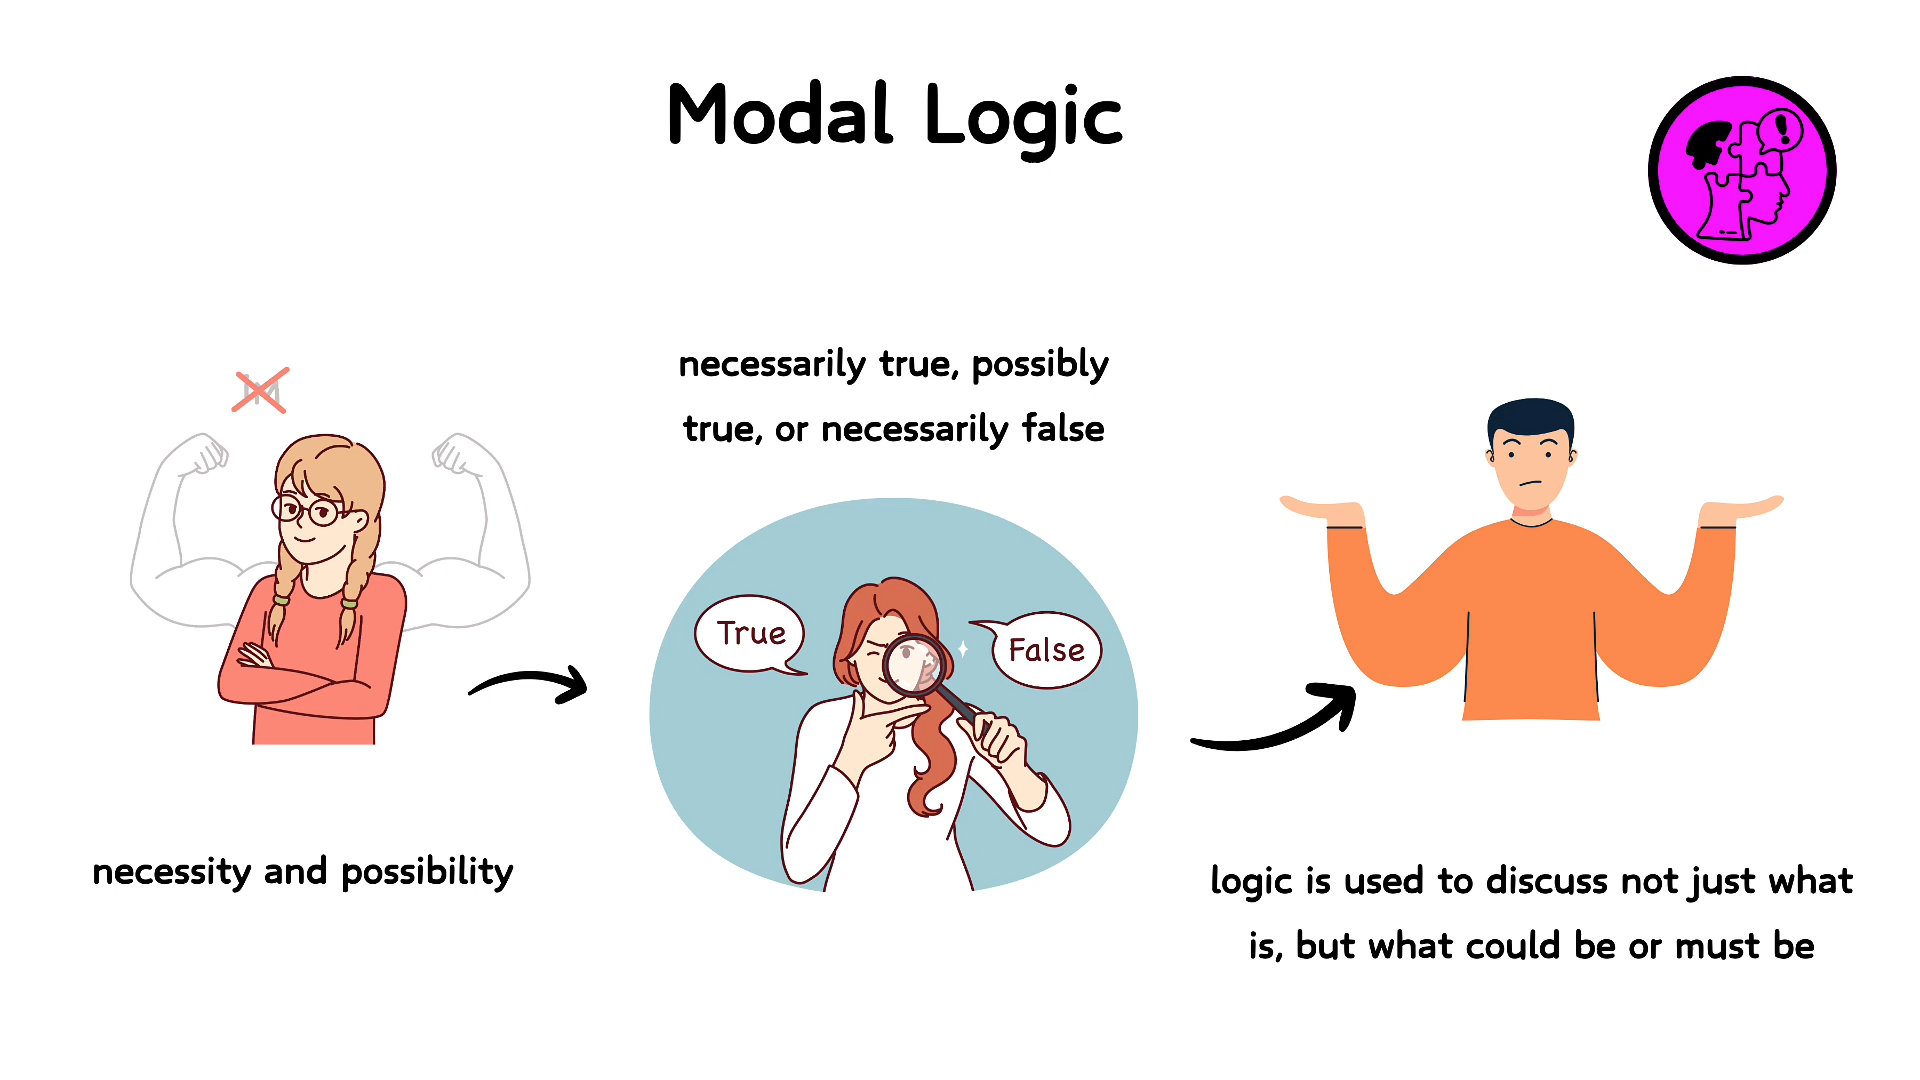 Modal Logic
necessarily true, possibly
true, or necessarily false
IM
True
False
necessity and possibility
logic is used to discuss not just what
is, but what could be or must be